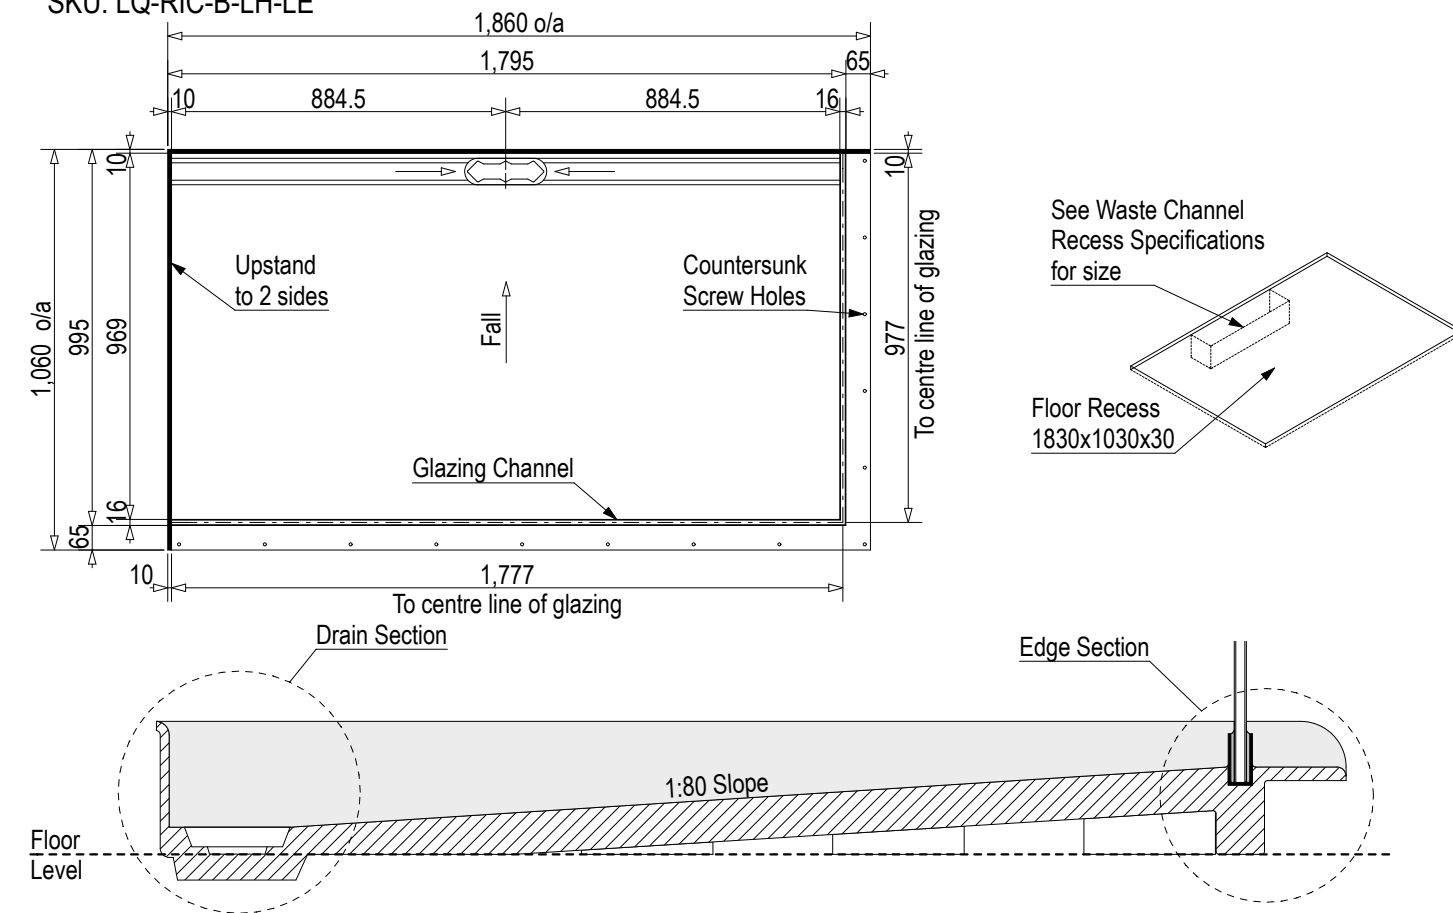 SKU: LQ-RIC-B-LH-LE
1,860 o/a
1,795
65
10
884.5
884.5
16
1,060 o/a
995
10
969
16
65
10
977
To centre line of glazing
Upstand
to 2 sides
Countersunk
Screw Holes
Fall
Glazing Channel
10
1,777
To centre line of glazing
See Waste Channel
Recess Specifications
for size
Floor Recess
1830x1030x30
Drain Section
Edge Section
1:80 Slope
Floor
Level